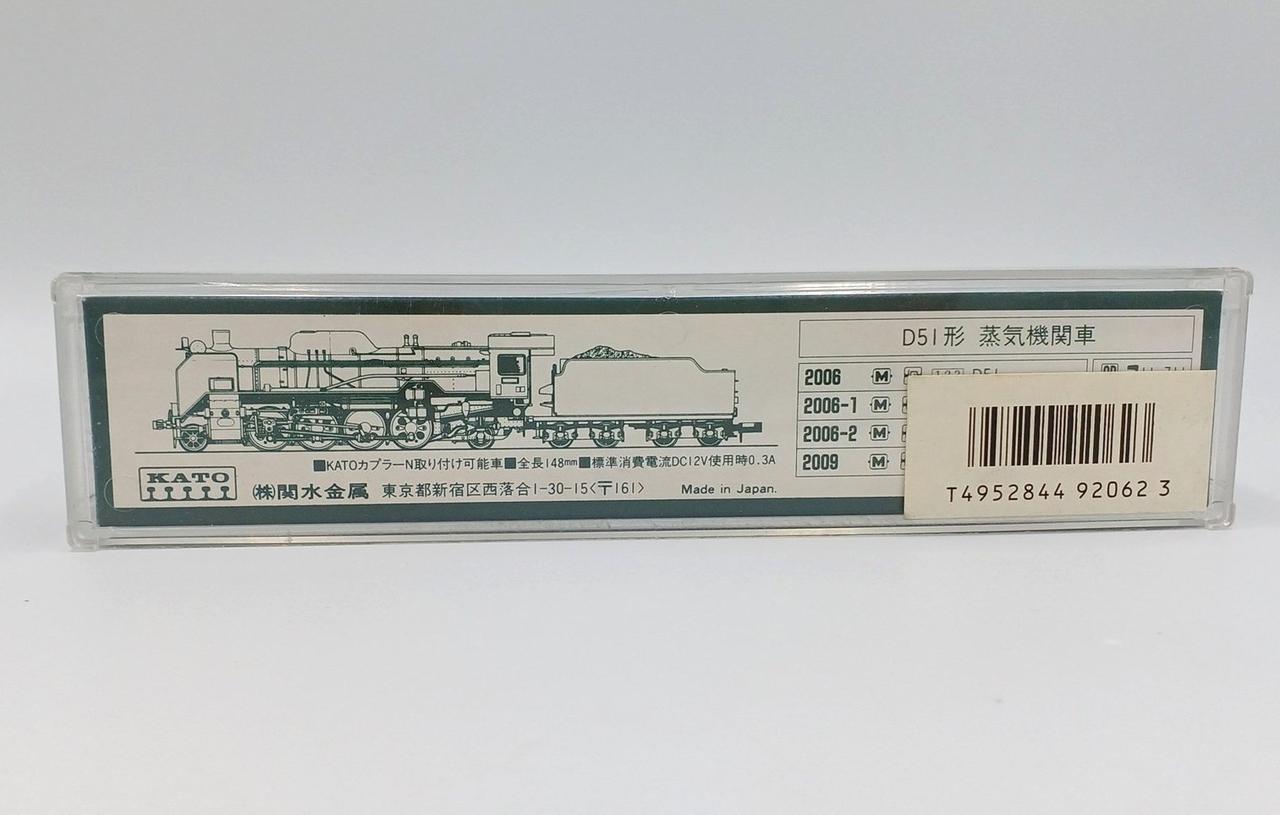 D51形 蒸気機関車
2006 M D51
2006-1 M
2006-2 M
2009 M
■KATOカプラーN取り付け可能車■全長148mm■標準消費電流DC12V使用時0.3A
KATO
(株)関水金属 東京都新宿区西落合1-30-15〈〒161〉 Made in Japan.
T4952844 92062 3